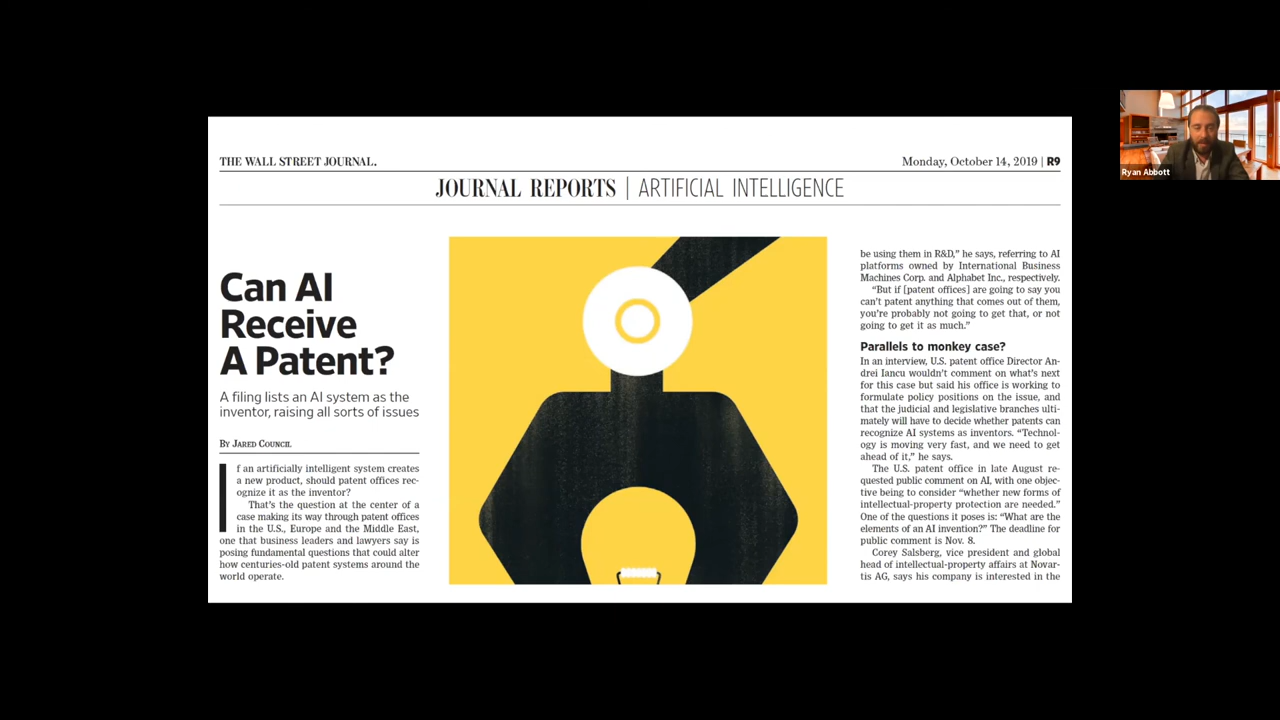 THE WALL STREET JOURNAL.
Monday, October 14, 2019 | R9
JOURNAL REPORTS | ARTIFICIAL INTELLIGENCE
Can AI
Receive
A Patent?
A filing lists an AI system as the
inventor, raising all sorts of issues
BY JARED COUNCIL
If an artificially intelligent system creates
a new product, should patent offices rec-
ognize it as the inventor?
That's the question at the center of a
case making its way through patent offices
in the U.S., Europe and the Middle East,
one that business leaders and lawyers say is
posing fundamental questions that could alter
how centuries-old patent systems around the
world operate.
be using them in R&D,” he says, referring to AI
platforms owned by International Business
Machines Corp. and Alphabet Inc., respectively.
“But if [patent offices] are going to say you
can't patent anything that comes out of them,
you're probably not going to get that, or not
going to get it as much.”
Parallels to monkey case?
In an interview, U.S. patent office Director An-
drei Iancu wouldn't comment on what's next
for this case but said his office is working to
formulate policy positions on the issue, and
that the judicial and legislative branches ulti-
mately will have to decide whether patents can
recognize AI systems as inventors. “Technol-
ogy is moving very fast, and we need to get
ahead of it,” he says.
The U.S. patent office in late August re-
quested public comment on AI, with one objec-
tive being to consider “whether new forms of
intellectual-property protection are needed.”
One of the questions it poses is: “What are the
elements of an AI invention?” The deadline for
public comment is Nov. 8.
Corey Salsberg, vice president and global
head of intellectual-property affairs at Novar-
tis AG, says his company is interested in the
Ryan Abbott